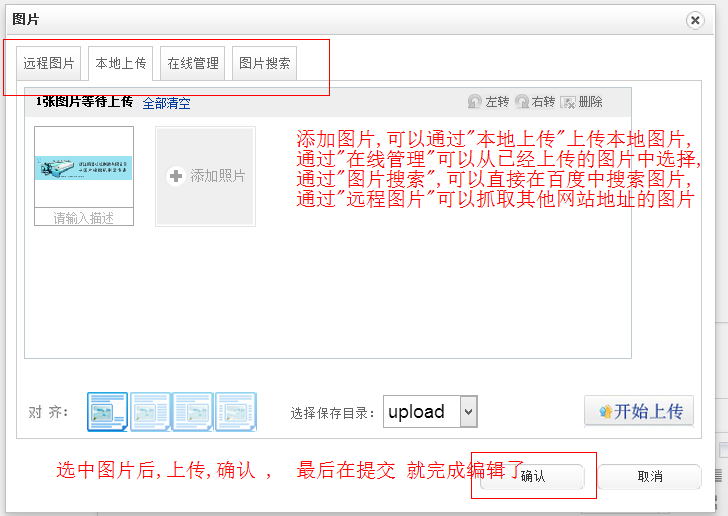 图片
远程图片 本地上传 在线管理 图片搜索
1张图片等待上传 全部清空 左转 右转 删除
添加图片,可以通过"本地上传"上传本地图片,
通过"在线管理"可以从已经上传的图片中选择,
通过"图片搜索",可以直接在百度中搜索图片,
通过"远程图片"可以抓取其他网站地址的图片
添加照片
请输入描述
对 齐: 选择保存目录: upload 开始上传
选中图片后,上传,确认 , 最后在提交 就完成编辑了
确认 取消